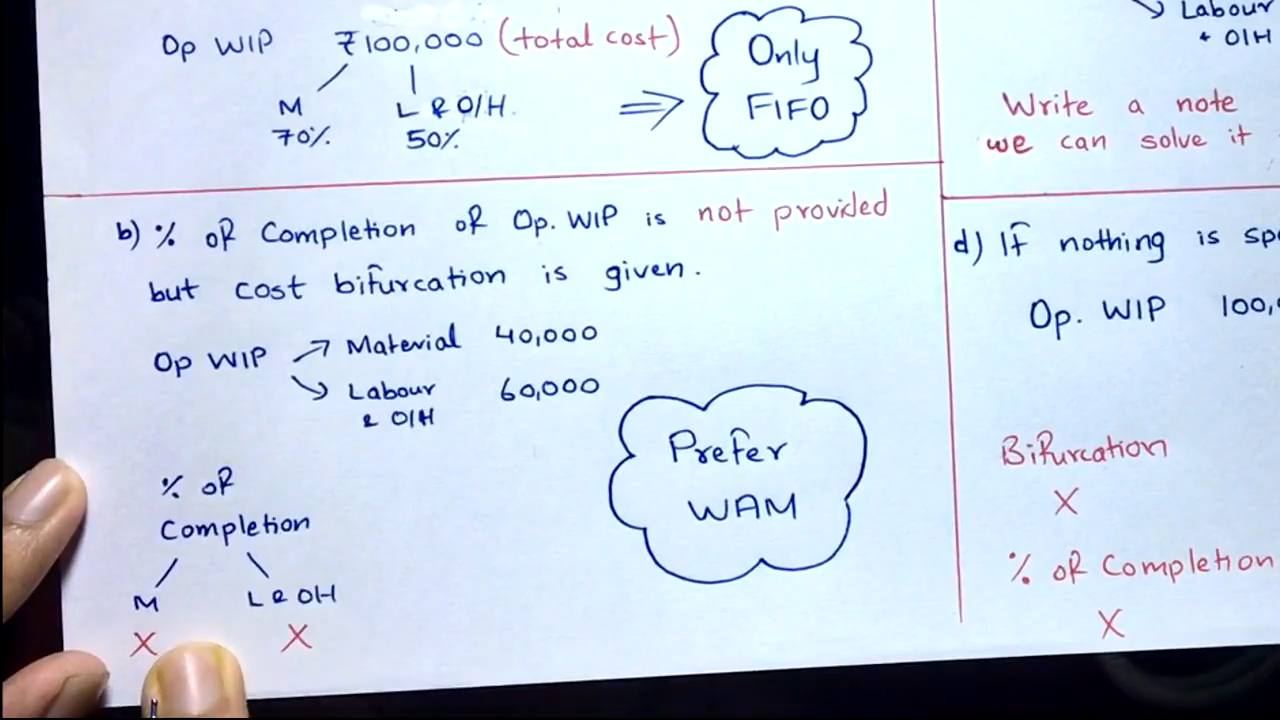 Op WIP ₹100,000 (total cost)
M L & O/H
70% 50%
⇒ Only
FIFO
b) % of Completion of Op. WIP is not provided
but cost bifurcation is given.
Op WIP → Material 40,000
↘ Labour 60,000
& O/H
% of
Completion
M L & OH
X X
Prefer
WAM
↘ Labour
+ O/H
Write a note
we can solve it
d) If nothing is
Op. WIP
Bifurcation
X
% of Completion
X